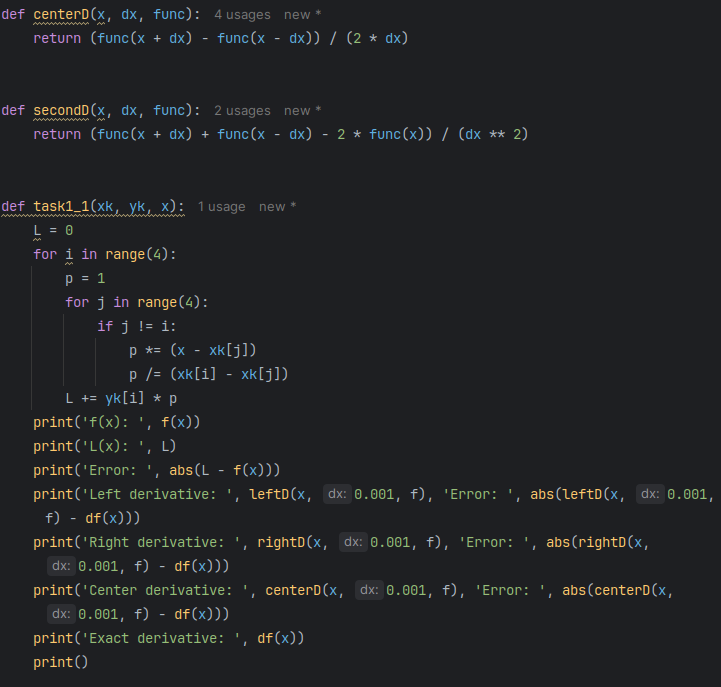 def centerD(x, dx, func):  4 usages  new *
    return (func(x + dx) - func(x - dx)) / (2 * dx)
def secondD(x, dx, func):  2 usages  new *
    return (func(x + dx) + func(x - dx) - 2 * func(x)) / (dx ** 2)
def task1_1(xk, yk, x):  1 usage  new *
    L = 0
    for i in range(4):
        p = 1
        for j in range(4):
            if j != i:
                p *= (x - xk[j])
                p /= (xk[i] - xk[j])
        L += yk[i] * p
    print('f(x): ', f(x))
    print('L(x): ', L)
    print('Error: ', abs(L - f(x)))
    print('Left derivative: ', leftD(x, dx: 0.001, f), 'Error: ', abs(leftD(x, dx: 0.001,
     f) - df(x)))
    print('Right derivative: ', rightD(x, dx: 0.001, f), 'Error: ', abs(rightD(x,
     dx: 0.001, f) - df(x)))
    print('Center derivative: ', centerD(x, dx: 0.001, f), 'Error: ', abs(centerD(x,
     dx: 0.001, f) - df(x)))
    print('Exact derivative: ', df(x))
    print()